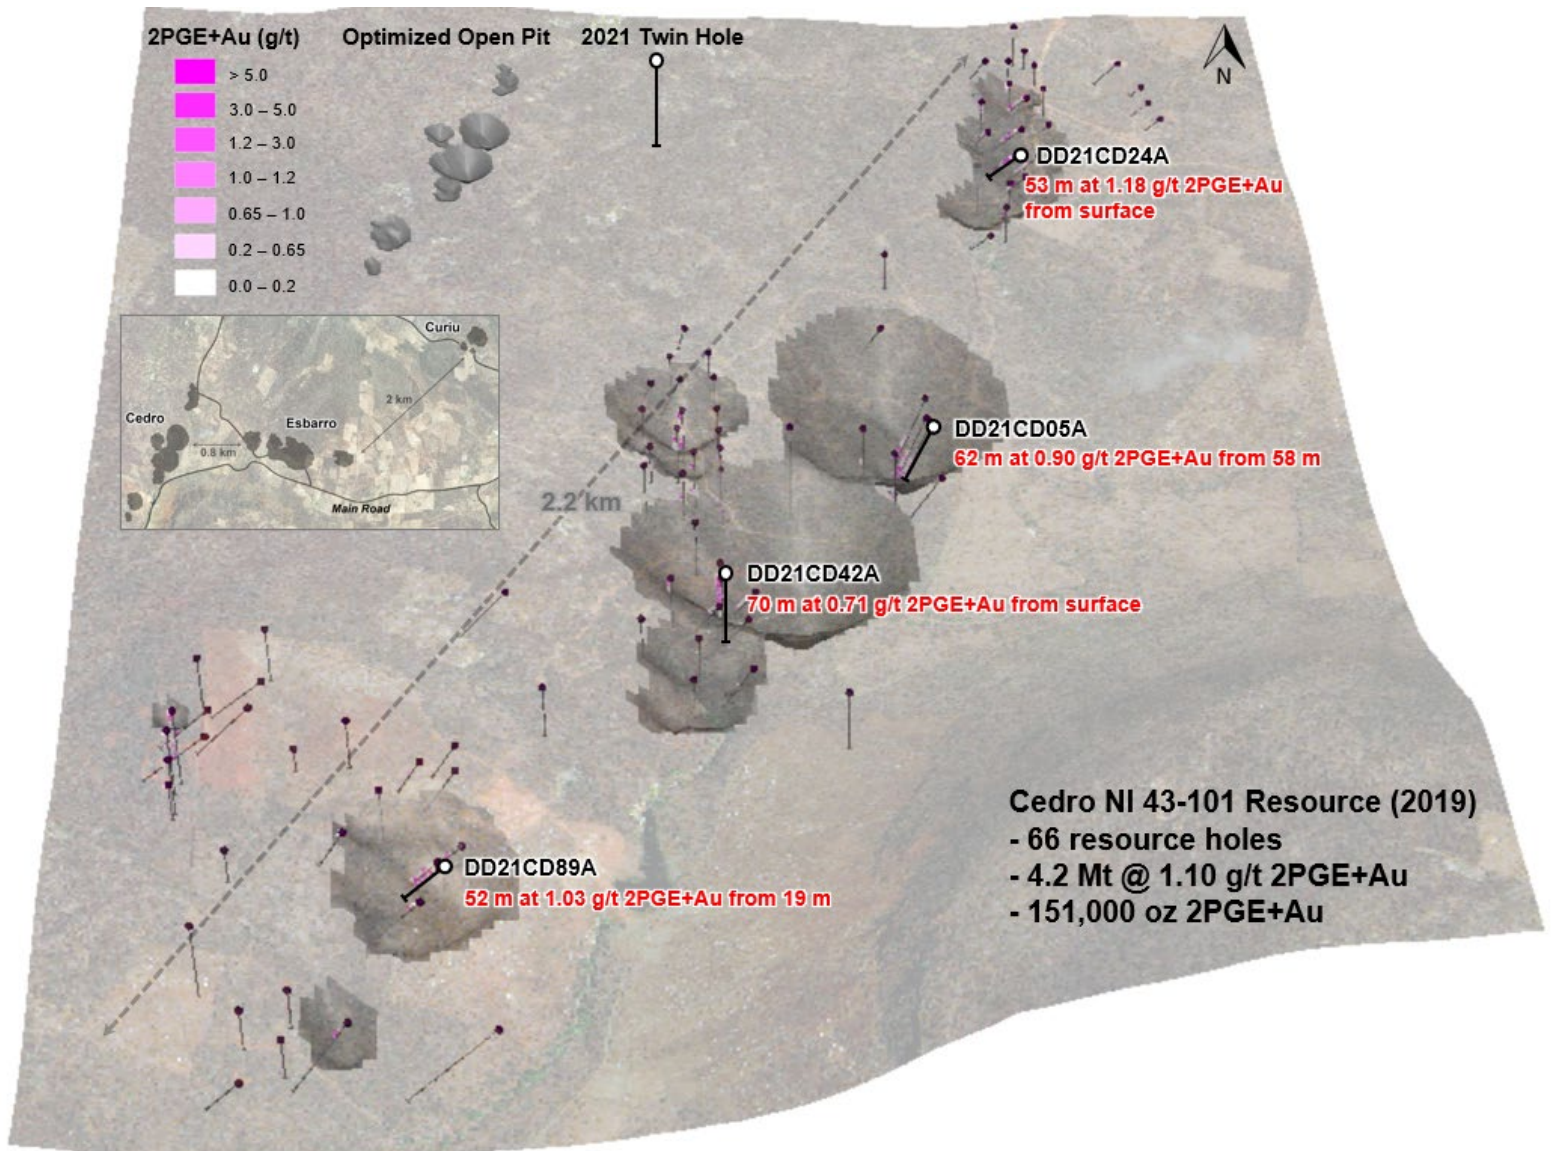 2PGE+Au (g/t)
> 5.0
3.0 – 5.0
1.2 – 3.0
1.0 – 1.2
0.65 – 1.0
0.2 – 0.65
0.0 – 0.2
Optimized Open Pit
2021 Twin Hole
N
DD21CD24A
53 m at 1.18 g/t 2PGE+Au
from surface
Curiu
Cedro
Esbarro
2 km
0.8 km
Main Road
2.2 km
DD21CD05A
62 m at 0.90 g/t 2PGE+Au from 58 m
DD21CD42A
70 m at 0.71 g/t 2PGE+Au from surface
DD21CD89A
52 m at 1.03 g/t 2PGE+Au from 19 m
Cedro NI 43-101 Resource (2019)
- 66 resource holes
- 4.2 Mt @ 1.10 g/t 2PGE+Au
- 151,000 oz 2PGE+Au